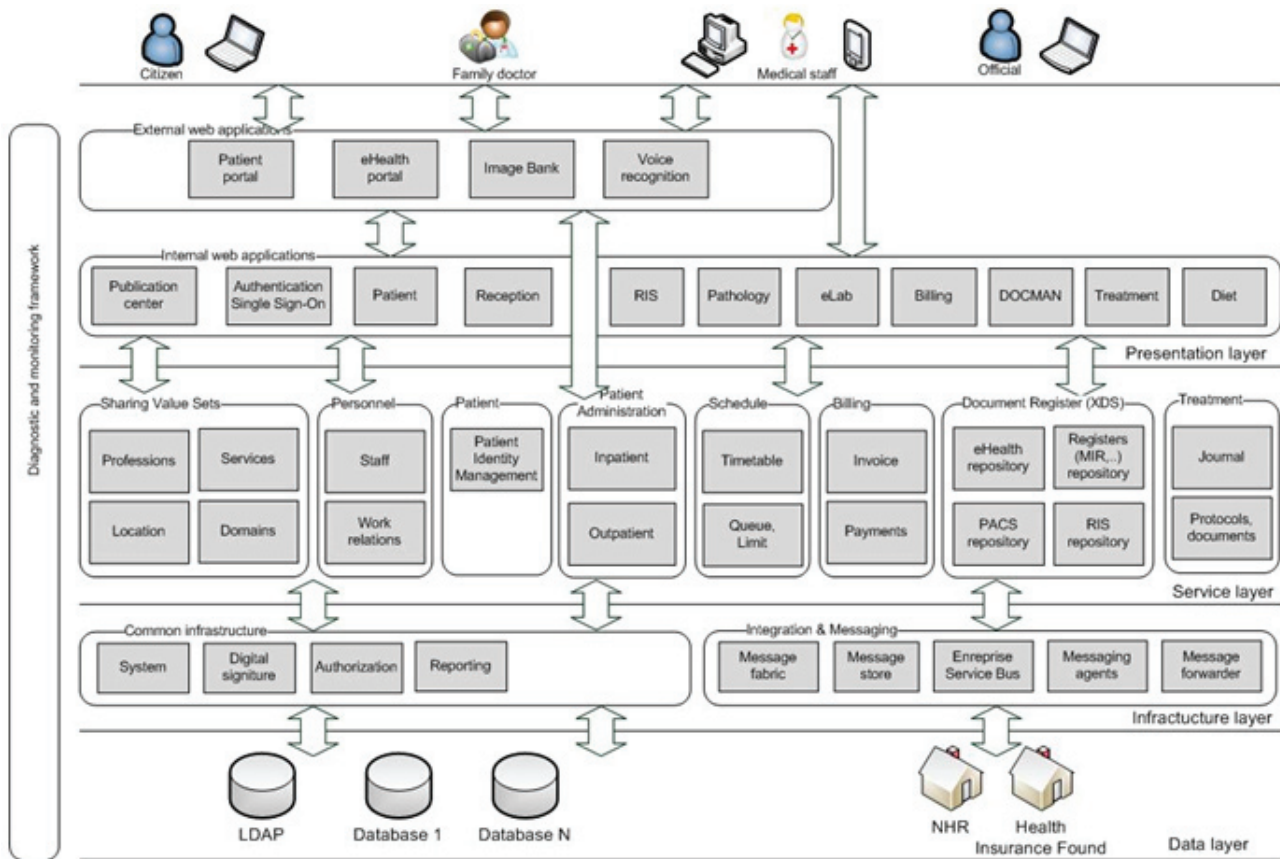 Citizen
Family doctor
Medical staff
Official
Diagnostic and monitoring framework
External web applications
Patient
portal
eHealth
portal
Image Bank
Voice
recognition
Internal web applications
Publication
center
Authentication
Single Sign-On
Patient
Reception
RIS
Pathology
eLab
Billing
DOCMAN
Treatment
Diet
Presentation layer
Sharing Value Sets
Professions
Services
Location
Domains
Personnel
Staff
Work
relations
Patient
Patient
Identity
Management
Patient
Administration
Inpatient
Outpatient
Schedule
Timetable
Queue,
Limit
Billing
Invoice
Payments
Document Register (XDS)
eHealth
repository
Registers
(MIR,..)
repository
PACS
repository
RIS
repository
Treatment
Journal
Protocols,
documents
Service layer
Common infrastructure
System
Digital
signiture
Authorization
Reporting
Integration & Messaging
Message
fabric
Message
store
Enreprise
Service Bus
Messaging
agents
Message
forwarder
Infractucture layer
LDAP
Database 1
Database N
NHR
Health
Insurance Found
Data layer